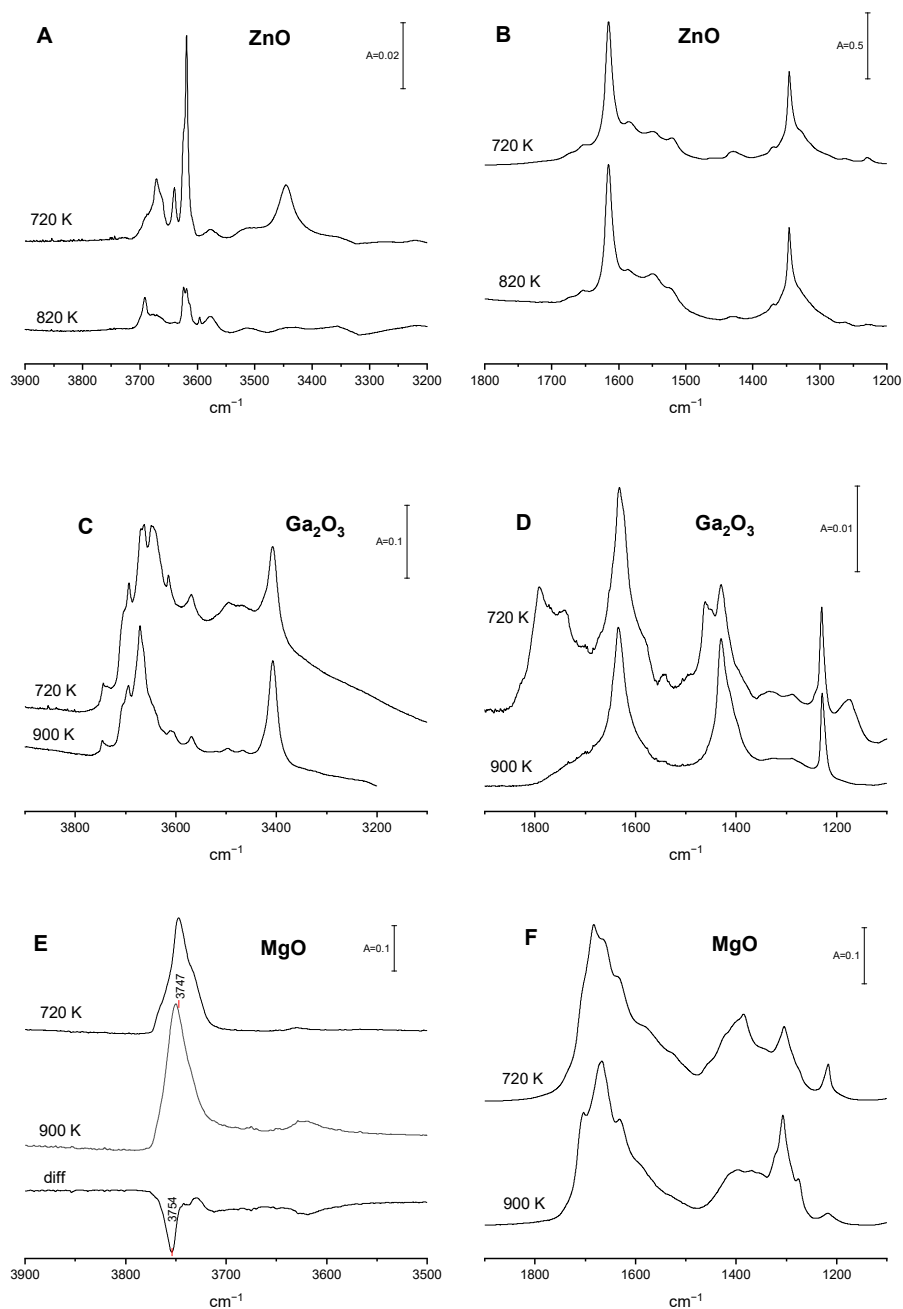 A
ZnO
A=0.02
720 K
820 K
3900 3800 3700 3600 3500 3400 3300 3200
cm⁻¹
B
ZnO
A=0.5
720 K
820 K
1800 1700 1600 1500 1400 1300 1200
cm⁻¹
C
Ga₂O₃
A=0.1
720 K
900 K
3800 3600 3400 3200
cm⁻¹
D
Ga₂O₃
A=0.01
720 K
900 K
1800 1600 1400 1200
cm⁻¹
E
MgO
A=0.1
3747
720 K
900 K
diff
3754
3900 3800 3700 3600 3500
cm⁻¹
F
MgO
A=0.1
720 K
900 K
1800 1600 1400 1200
cm⁻¹